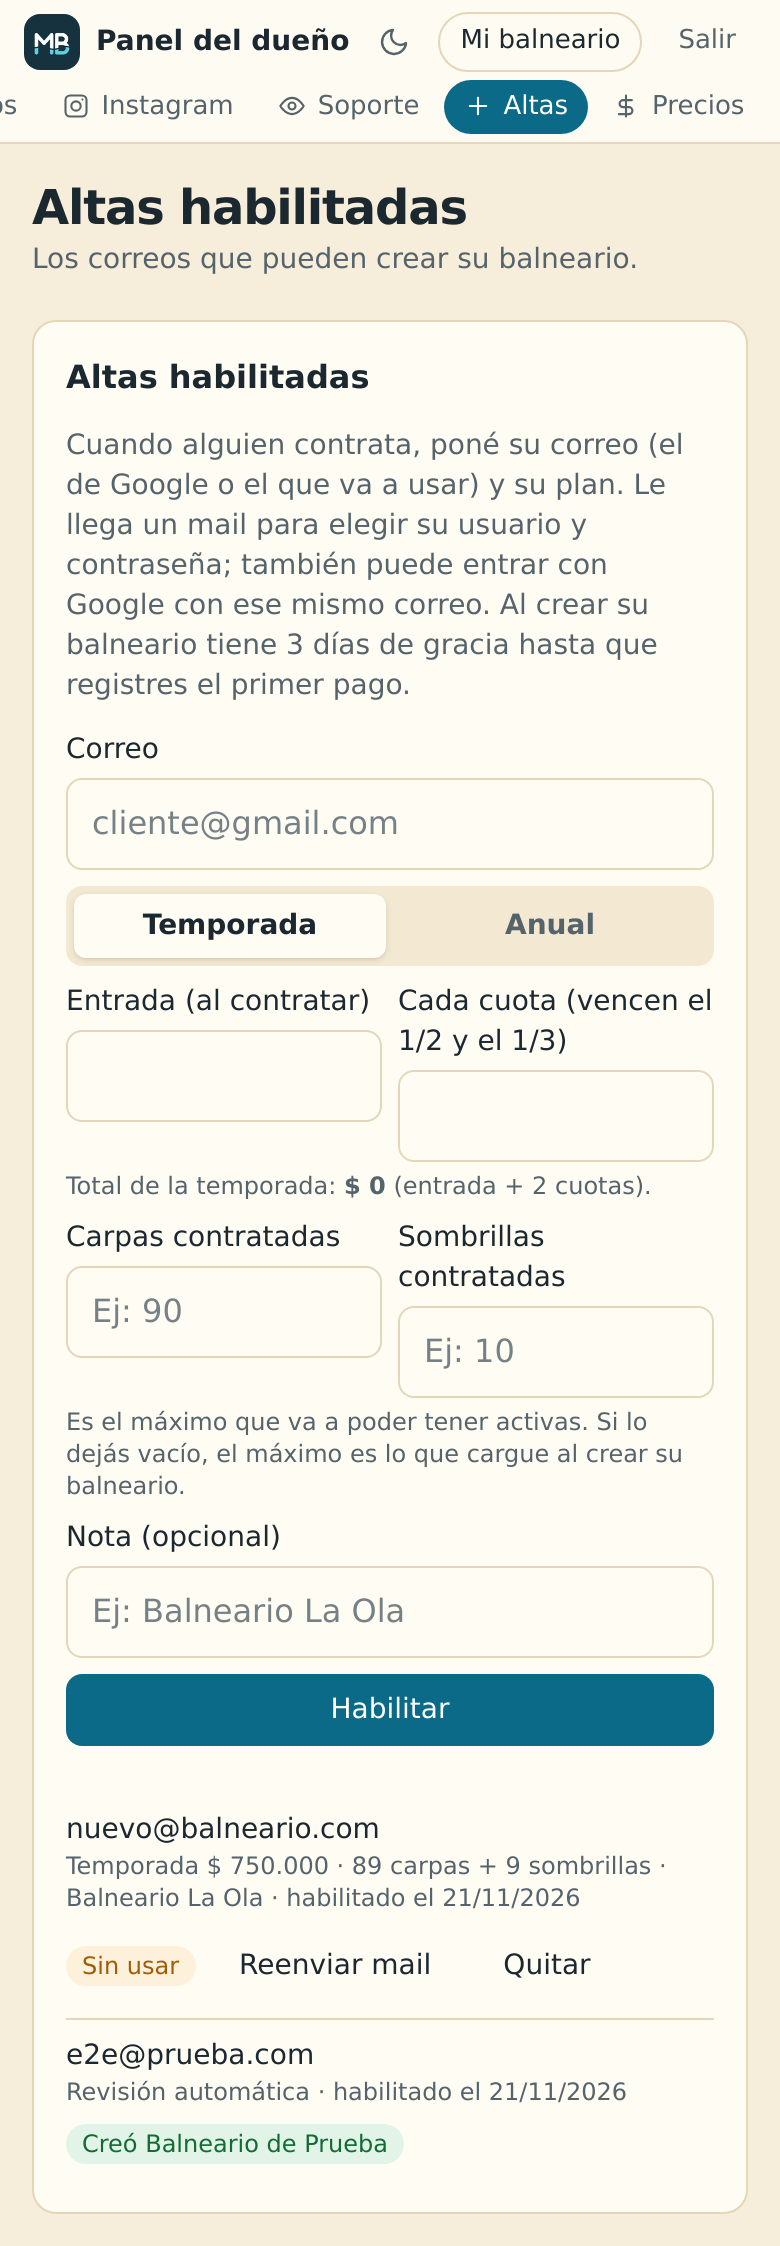 MB Panel del dueño Mi balneario Salir
os Instagram Soporte + Altas $ Precios
Altas habilitadas
Los correos que pueden crear su balneario.
Altas habilitadas
Cuando alguien contrata, poné su correo (el
de Google o el que va a usar) y su plan. Le
llega un mail para elegir su usuario y
contraseña; también puede entrar con
Google con ese mismo correo. Al crear su
balneario tiene 3 días de gracia hasta que
registres el primer pago.
Correo
cliente@gmail.com
Temporada Anual
Entrada (al contratar)
Cada cuota (vencen el
1/2 y el 1/3)
Total de la temporada: $ 0 (entrada + 2 cuotas).
Carpas contratadas
Ej: 90
Sombrillas
contratadas
Ej: 10
Es el máximo que va a poder tener activas. Si lo
dejás vacío, el máximo es lo que cargue al crear su
balneario.
Nota (opcional)
Ej: Balneario La Ola
Habilitar
nuevo@balneario.com
Temporada $ 750.000 · 89 carpas + 9 sombrillas ·
Balneario La Ola · habilitado el 21/11/2026
Sin usar Reenviar mail Quitar
e2e@prueba.com
Revisión automática · habilitado el 21/11/2026
Creó Balneario de Prueba